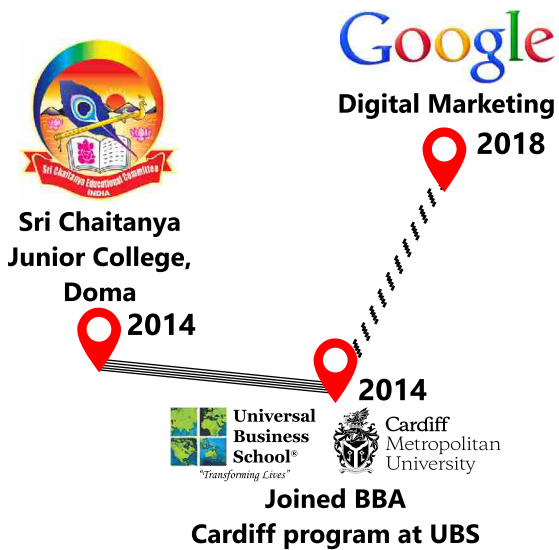 Google
Digital Marketing
2018
Sri Chaitanya Educational Committee
INDIA
Sri Chaitanya
Junior College,
Doma
2014
2014
Universal
Business
School®
"Transforming Lives"
Cardiff
Metropolitan
University
Joined BBA
Cardiff program at UBS